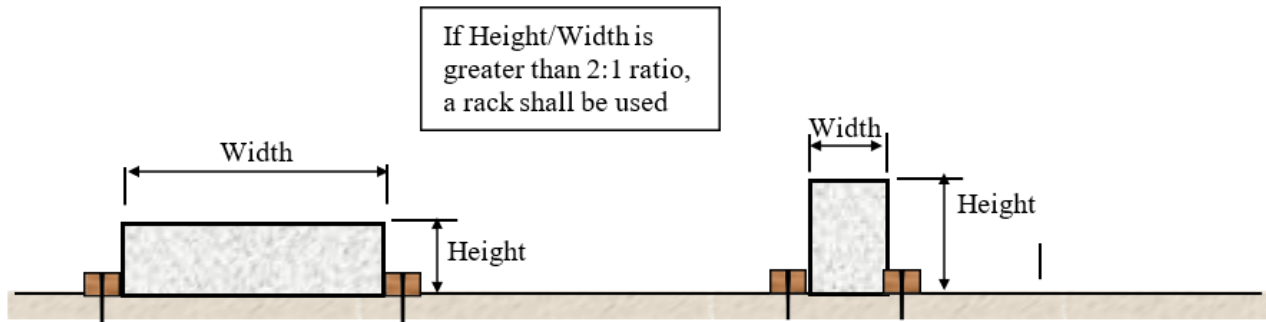 If Height/Width is
greater than 2:1 ratio,
a rack shall be used
Width
Height
Width
Height